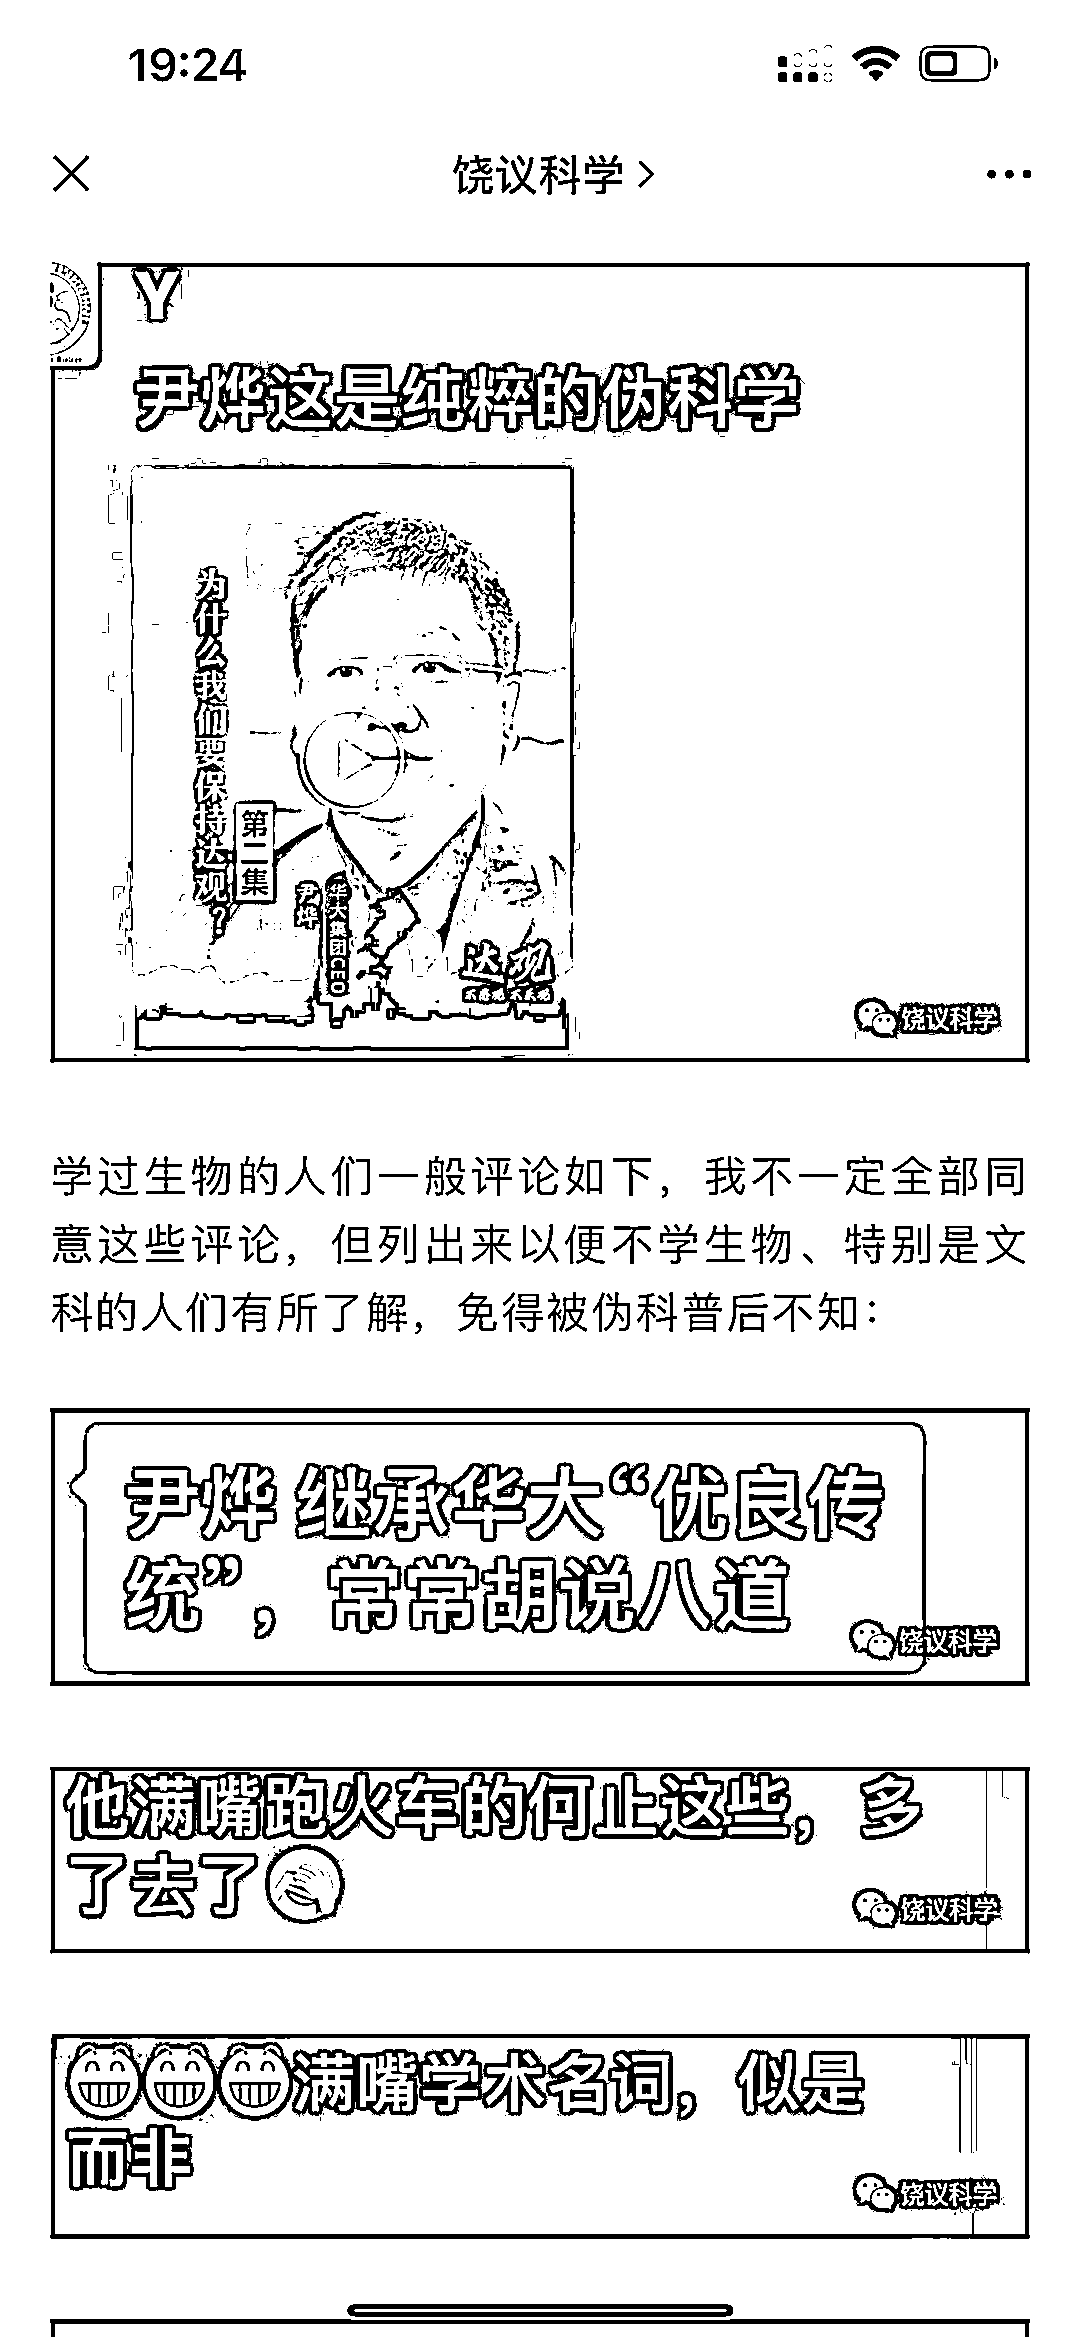 19:24
饶议科学
Y
尹烨这是纯粹的伪科学
为什么我们要保持达观?
第二集
尹烨
华大集团CEO
达观
饶议科学
学过生物的人们一般评论如下，我不一定全部同
意这些评论，但列出来以便不学生物、特别是文
科的人们有所了解，免得被伪科普后不知：
尹烨 继承华大“优良传
统”，常常胡说八道
饶议科学
他满嘴跑火车的何止这些，多
了去了
饶议科学
满嘴学术名词，似是
而非
饶议科学